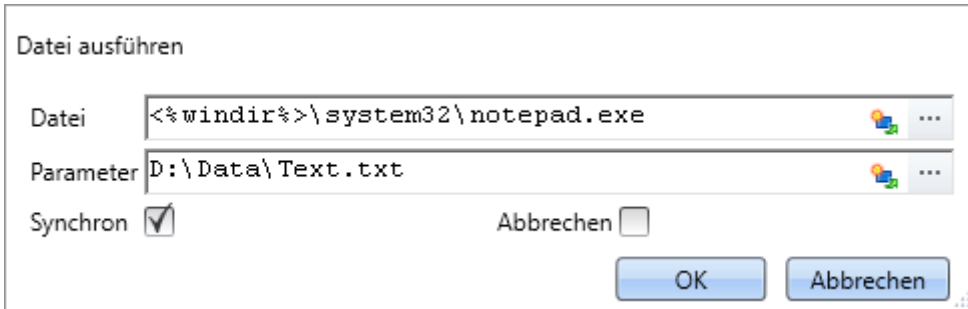 Datei ausführen
Datei <%windir%>\system32\notepad.exe ...
Parameter D:\Data\Text.txt ...
Synchron Abbrechen
OK Abbrechen